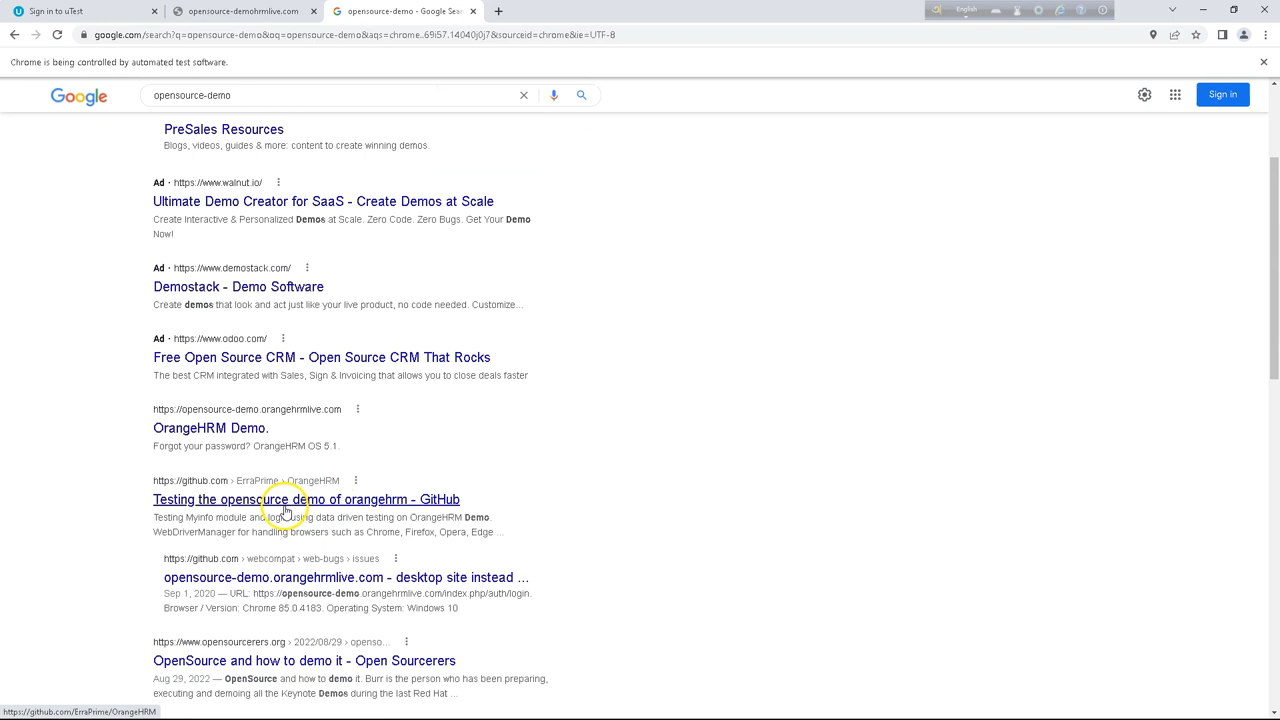 Sign in to uTest
opensource-demohrmlive.com
opensource-demo - Google Sear
English
google.com/search?q=opensource-demo&oq=opensource-demo&aqs=chrome..69i57.14040j0j7&sourceid=chrome&ie=UTF-8
Chrome is being controlled by automated test software.
Google
opensource-demo
Sign in
PreSales Resources
Blogs, videos, guides & more: content to create winning demos.
Ad · https://www.walnut.io/
Ultimate Demo Creator for SaaS - Create Demos at Scale
Create Interactive & Personalized Demos at Scale. Zero Code. Zero Bugs. Get Your Demo
Now!
Ad · https://www.demostack.com/
Demostack - Demo Software
Create demos that look and act just like your live product, no code needed. Customize...
Ad · https://www.odoo.com/
Free Open Source CRM - Open Source CRM That Rocks
The best CRM integrated with Sales, Sign & Invoicing that allows you to close deals faster
https://opensource-demo.orangehrmlive.com
OrangeHRM Demo.
Forgot your password? OrangeHRM OS 5.1.
https://github.com › ErraPrime › OrangeHRM
Testing the opensource demo of orangehrm - GitHub
Testing Myinfo module and login using data driven testing on OrangeHRM Demo.
WebDriverManager for handling browsers such as Chrome, Firefox, Opera, Edge ...
https://github.com › webcompat › web-bugs › issues
opensource-demo.orangehrmlive.com - desktop site instead ...
Sep 1, 2020 — URL: https://opensource-demo.orangehrmlive.com/index.php/auth/login.
Browser / Version: Chrome 85.0.4183. Operating System: Windows 10
https://www.opensourcerers.org › 2022/08/29 › openso...
OpenSource and how to demo it - Open Sourcerers
Aug 29, 2022 — OpenSource and how to demo it. Burr is the person who has been preparing,
executing and demoing all the Keynote Demos during the last Red Hat ...
https://github.com/ErraPrime/OrangeHRM